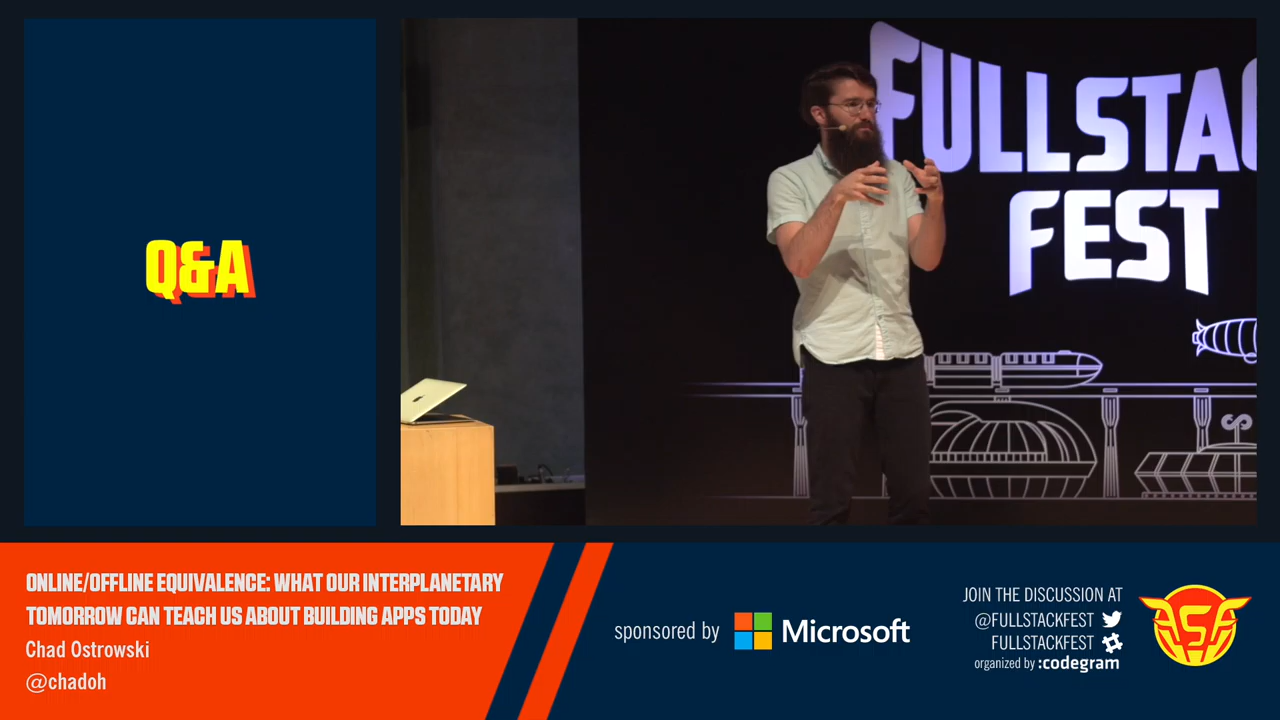 Q&A
FULLSTAC
FEST
ONLINE/OFFLINE EQUIVALENCE: WHAT OUR INTERPLANETARY
TOMORROW CAN TEACH US ABOUT BUILDING APPS TODAY
Chad Ostrowski
@chadoh
sponsored by Microsoft
JOIN THE DISCUSSION AT
@FULLSTACKFEST
FULLSTACKFEST
organized by :codegram
FSF